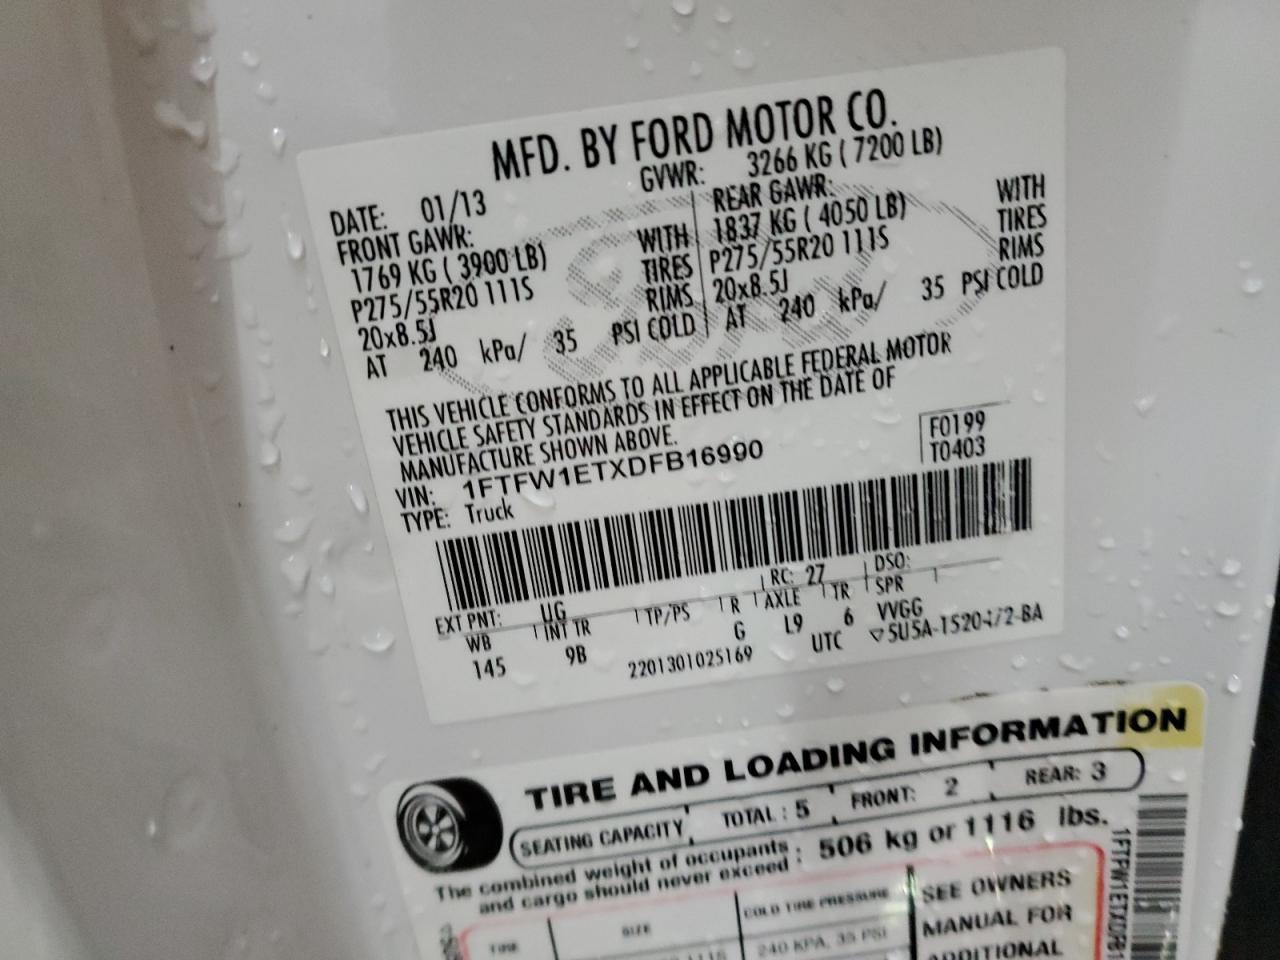 MFD. BY FORD MOTOR CO.
DATE: 01/13 GVWR: 3266 KG ( 7200 LB)
FRONT GAWR: REAR GAWR:
1769 KG ( 3900 LB) WITH 1837 KG ( 4050 LB) WITH
P275/55R20 111S TIRES P275/55R20 111S TIRES
20x8.5J RIMS 20x8.5J RIMS
AT 240 kPa/ 35 PSI COLD AT 240 kPa/ 35 PSI COLD
THIS VEHICLE CONFORMS TO ALL APPLICABLE FEDERAL MOTOR
VEHICLE SAFETY STANDARDS IN EFFECT ON THE DATE OF
MANUFACTURE SHOWN ABOVE.
VIN: 1FTFW1ETXDFB16990 F0199
TYPE: Truck T0403
EXT PNT: UG RC: 27 DSO:
WB INT TR TP/PS R AXLE TR SPR
145 9B G L9 6 VVGG
2201301025169 UTC ▽5U5A-1520472-BA
TIRE AND LOADING INFORMATION
SEATING CAPACITY TOTAL : 5 FRONT: 2 REAR: 3
The combined weight of occupants
and cargo should never exceed : 506 kg or 1116 lbs.
TIRE SIZE COLD TIRE PRESSURE SEE OWNERS
240 KPA, 35 PSI MANUAL FOR
ADDITIONAL